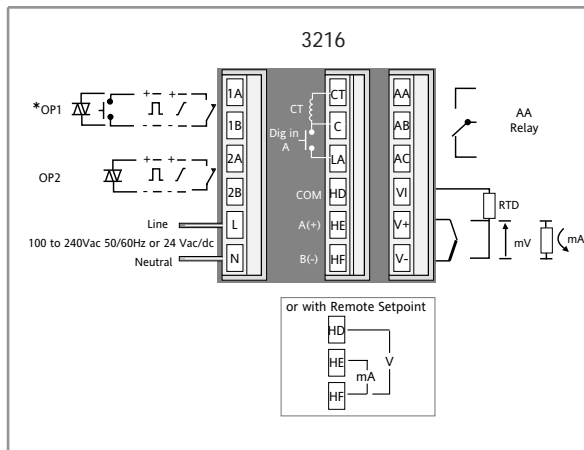 3216
*OP1
OP2
Line
100 to 240Vac 50/60Hz or 24 Vac/dc
Neutral
+ - + -
+ - + -
1A
1B
2A
2B
L
N
CT
Dig in
A
COM
A(+)
B(-)
CT
C
LA
HD
HE
HF
AA
AB
AC
VI
V+
V-
AA
Relay
RTD
mV
mA
or with Remote Setpoint
HD
HE
HF
mA
V